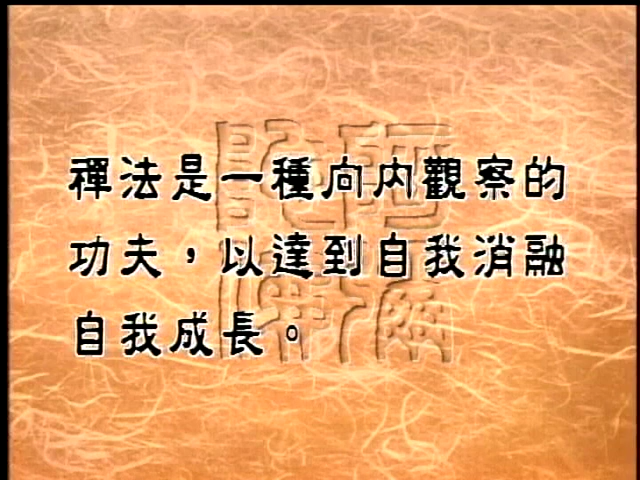 禪法是一種向內觀察的
功夫，以達到自我消融
自我成長。